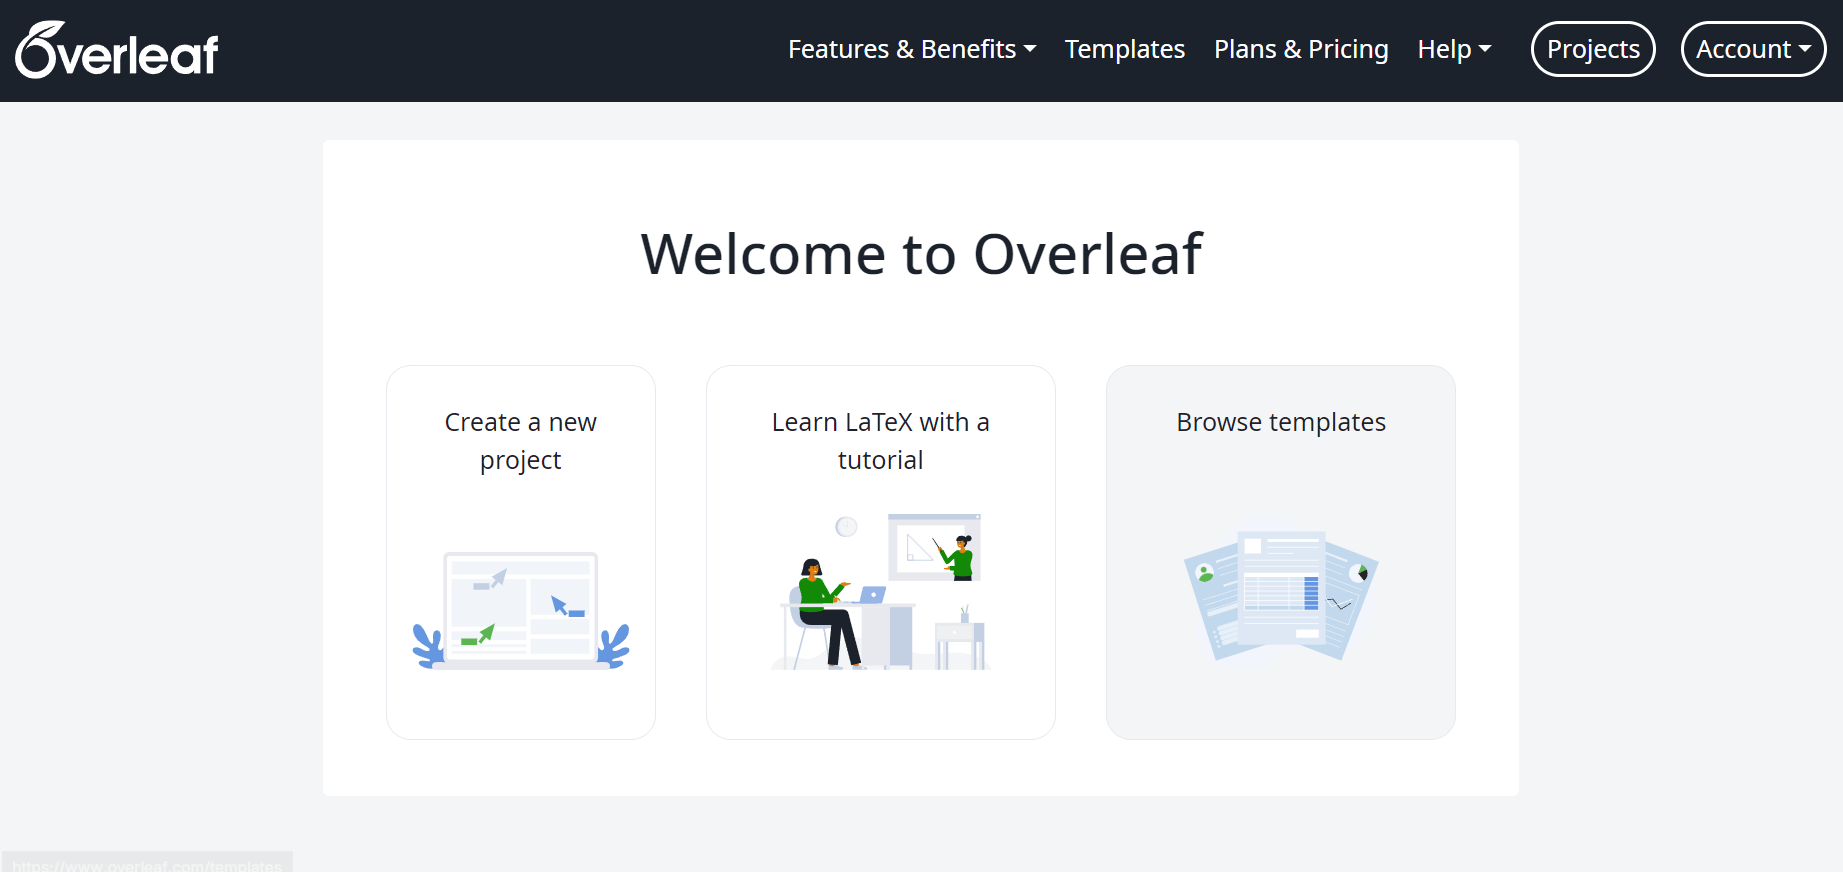 Overleaf
Features & Benefits
Templates
Plans & Pricing
Help
Projects
Account
Welcome to Overleaf
Create a new
project
Learn LaTeX with a
tutorial
Browse templates
https://www.overleaf.com/templates